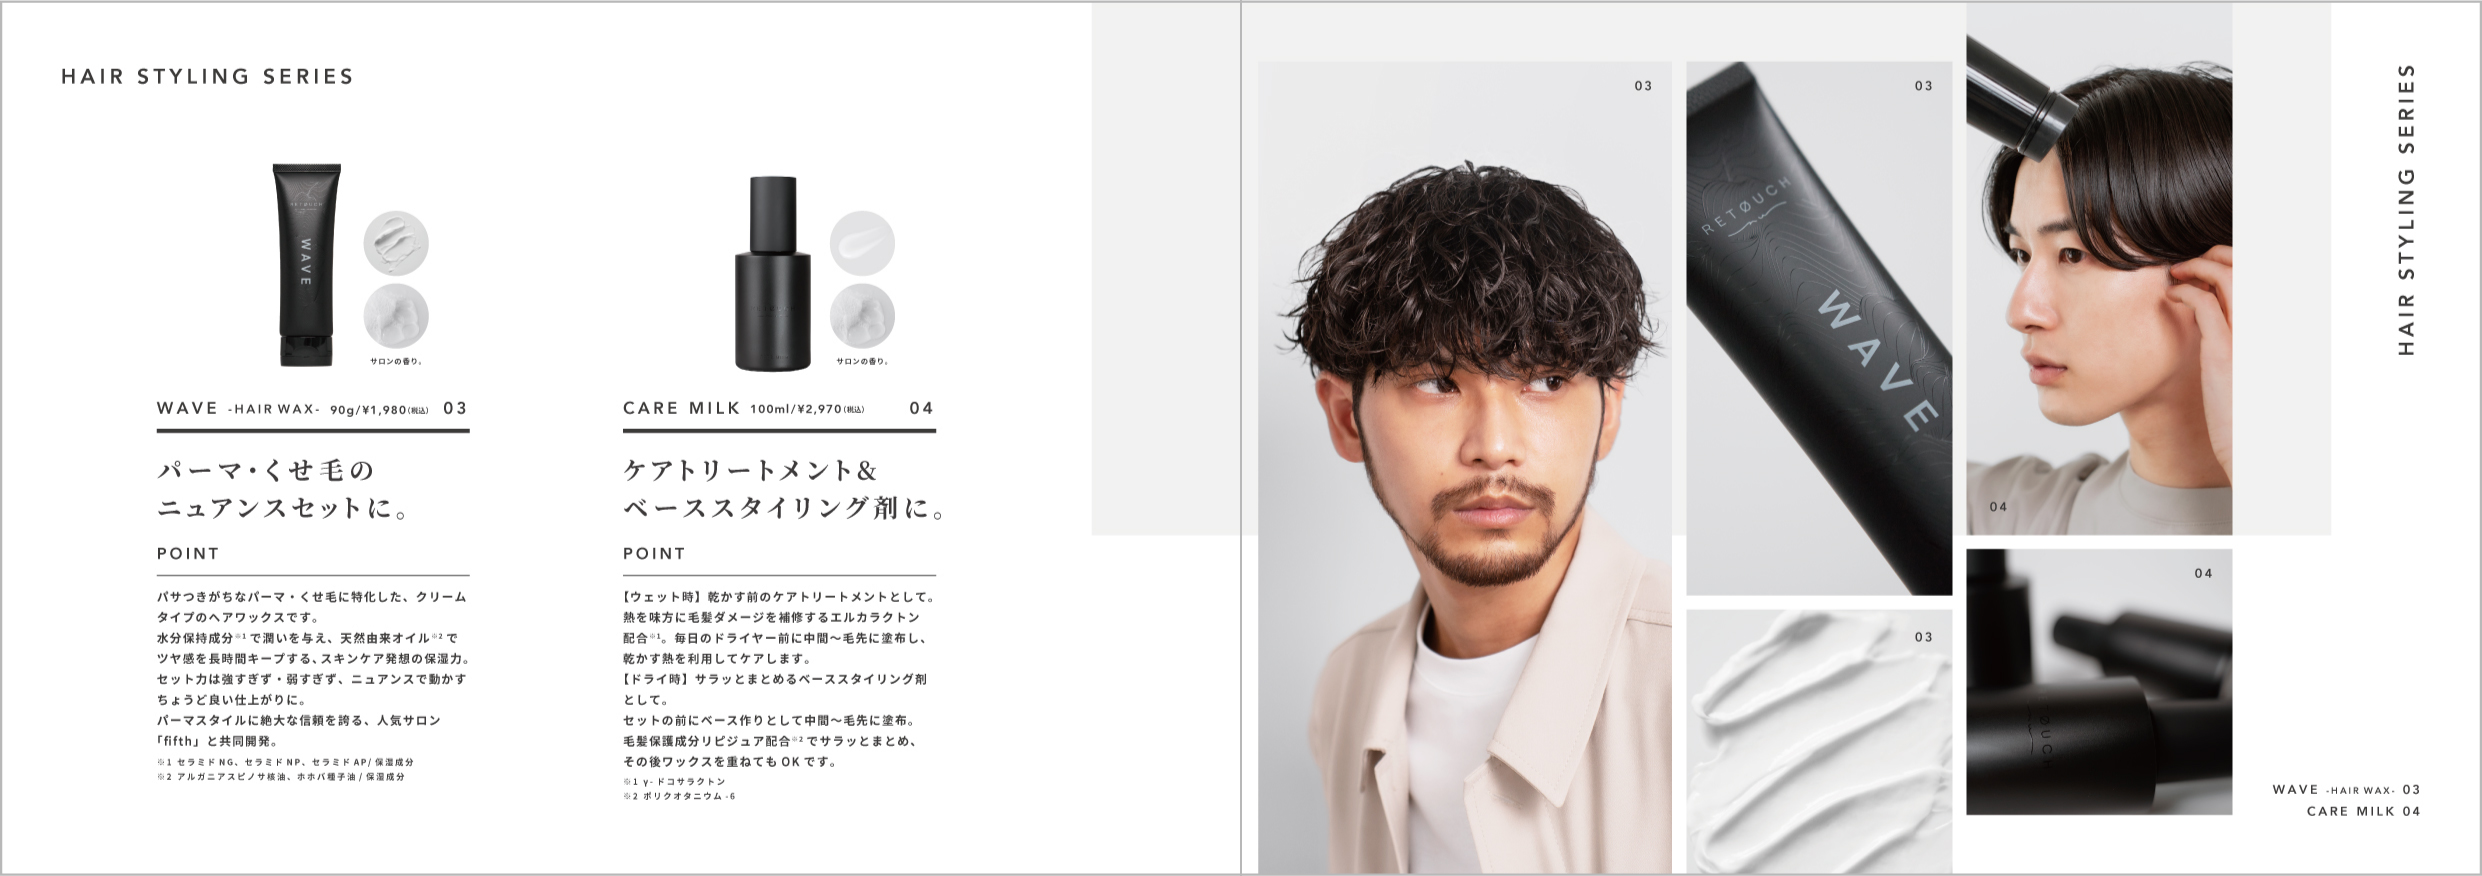 HAIR STYLING SERIES
RETØUCH
WAVE
サロンの香り。
サロンの香り。
WAVE -HAIR WAX- 90g/¥1,980(税込) 03
パーマ・くせ毛の
ニュアンスセットに。
POINT
パサつきがちなパーマ・くせ毛に特化した、クリーム
タイプのヘアワックスです。
水分保持成分※1で潤いを与え、天然由来オイル※2で
ツヤ感を長時間キープする、スキンケア発想の保湿力。
セット力は強すぎず・弱すぎず、ニュアンスで動かす
ちょうど良い仕上がりに。
パーマスタイルに絶大な信頼を誇る、人気サロン
「fifth」と共同開発。
※1 セラミドNG、セラミドNP、セラミドAP/保湿成分
※2 アルガニアスピノサ核油、ホホバ種子油/保湿成分
CARE MILK 100ml/¥2,970(税込) 04
ケアトリートメント&
ベーススタイリング剤に。
POINT
【ウェット時】乾かす前のケアトリートメントとして。
熱を味方に毛髪ダメージを補修するエルカラクトン
配合※1。毎日のドライヤー前に中間〜毛先に塗布し、
乾かす熱を利用してケアします。
【ドライ時】サラッとまとめるベーススタイリング剤
として。
セットの前にベース作りとして中間〜毛先に塗布。
毛髪保護成分リピジュア配合※2でサラッとまとめ、
その後ワックスを重ねてもOKです。
※1 γ-ドコサラクトン
※2 ポリクオタニウム-6
03
03
RETØUCH
WAVE
03
04
04
TØUCH
HAIR STYLING SERIES
WAVE -HAIR WAX- 03
CARE MILK 04